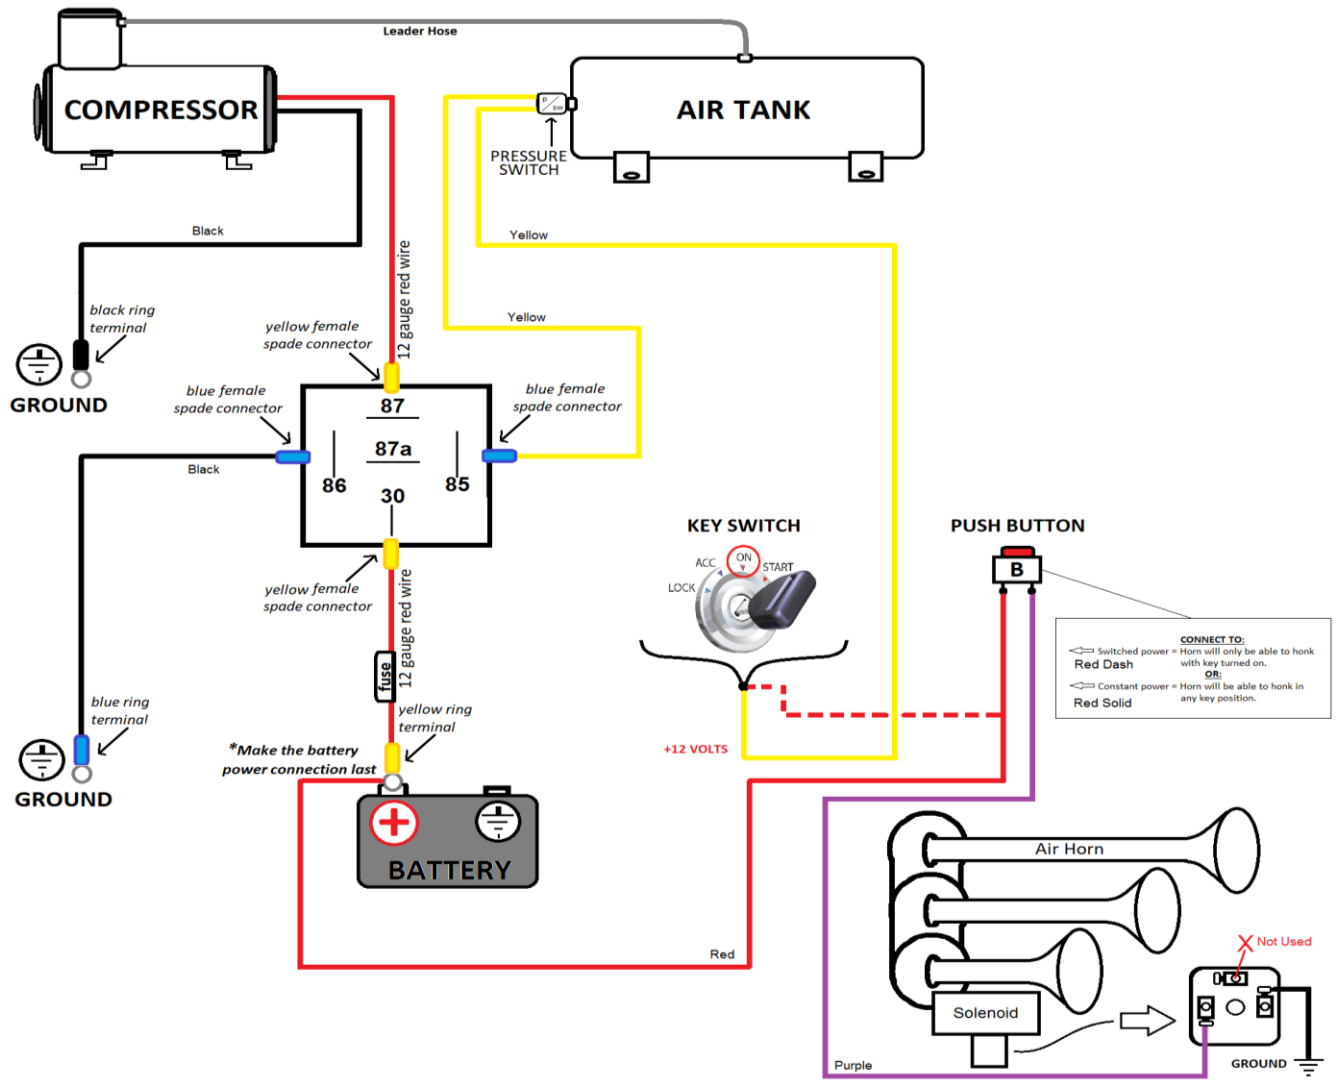 Leader Hose
COMPRESSOR
AIR TANK
P
SW
PRESSURE
SWITCH
Black
Yellow
12 gauge red wire
black ring
terminal
yellow female
spade connector
Yellow
GROUND
blue female
spade connector
blue female
spade connector
87
87a
86
85
30
Black
KEY SWITCH
PUSH BUTTON
ACC
ON
START
LOCK
B
yellow female
spade connector
12 gauge red wire
fuse
CONNECT TO:
Switched power = Horn will only be able to honk
Red Dash
with key turned on.
OR:
Constant power = Horn will be able to honk in
Red Solid
any key position.
blue ring
terminal
yellow ring
terminal
*Make the battery
power connection last
+12 VOLTS
GROUND
BATTERY
Air Horn
Red
Not Used
Solenoid
Purple
GROUND